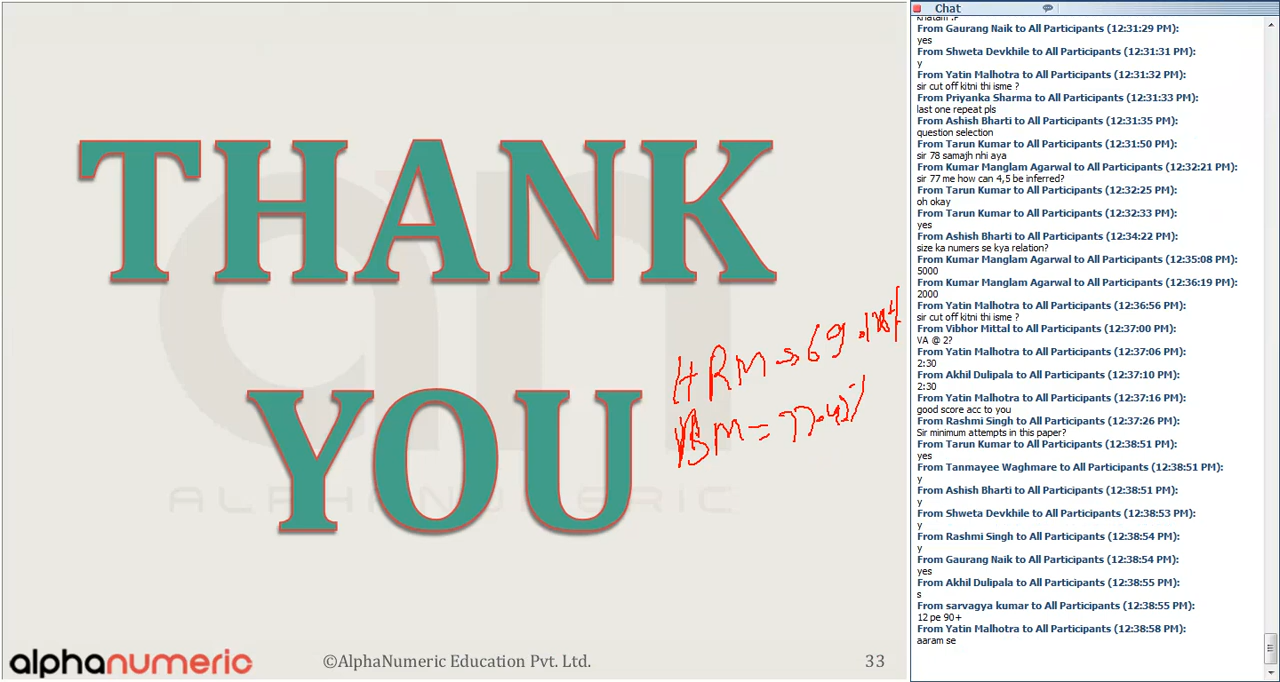 THANK
YOU
HRM
BM = 77.45%
ALPHANUMERIC
alphanumeric
©AlphaNumeric Education Pvt. Ltd.
33
Chat
khatam :P
From Gaurang Naik to All Participants (12:31:29 PM):
yes
From Shweta Devkhile to All Participants (12:31:31 PM):
y
From Yatin Malhotra to All Participants (12:31:32 PM):
sir cut off kitni thi isme ?
From Priyanka Sharma to All Participants (12:31:33 PM):
last one repeat pls
From Ashish Bharti to All Participants (12:31:35 PM):
question selection
From Tarun Kumar to All Participants (12:31:50 PM):
sir 78 samajh nhi aya
From Kumar Manglam Agarwal to All Participants (12:32:21 PM):
sir 77 me how can 4,5 be inferred?
From Tarun Kumar to All Participants (12:32:25 PM):
oh okay
From Tarun Kumar to All Participants (12:32:33 PM):
yes
From Ashish Bharti to All Participants (12:34:22 PM):
size ka numers se kya relation?
From Kumar Manglam Agarwal to All Participants (12:35:08 PM):
5000
From Kumar Manglam Agarwal to All Participants (12:36:19 PM):
2000
From Yatin Malhotra to All Participants (12:36:56 PM):
sir cut off kitni thi isme ?
From Vibhor Mittal to All Participants (12:37:00 PM):
VA @ 2?
From Yatin Malhotra to All Participants (12:37:06 PM):
2:30
From Akhil Dulipala to All Participants (12:37:10 PM):
2:30
From Yatin Malhotra to All Participants (12:37:16 PM):
good score acc to you
From Rashmi Singh to All Participants (12:37:26 PM):
Sir minimum attempts in this paper?
From Tarun Kumar to All Participants (12:38:51 PM):
yes
From Tanmayee Waghmare to All Participants (12:38:51 PM):
y
From Ashish Bharti to All Participants (12:38:51 PM):
y
From Shweta Devkhile to All Participants (12:38:53 PM):
y
From Rashmi Singh to All Participants (12:38:54 PM):
y
From Gaurang Naik to All Participants (12:38:54 PM):
yes
From Akhil Dulipala to All Participants (12:38:55 PM):
s
From sarvagya kumar to All Participants (12:38:55 PM):
12 pe 90+
From Yatin Malhotra to All Participants (12:38:58 PM):
aaram se